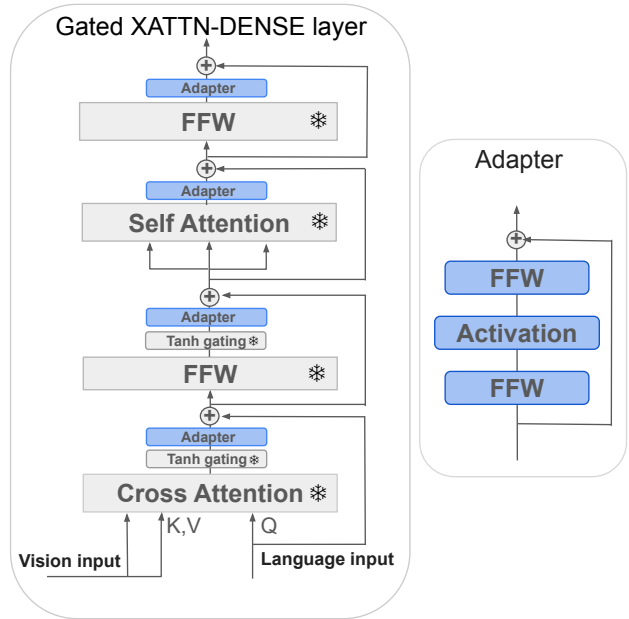 Gated XATTN-DENSE layer
+
Adapter
FFW
+
Adapter
Self Attention
+
Adapter
Tanh gating
FFW
+
Adapter
Tanh gating
Cross Attention
K,V
Q
Vision input
Language input
Adapter
+
FFW
Activation
FFW